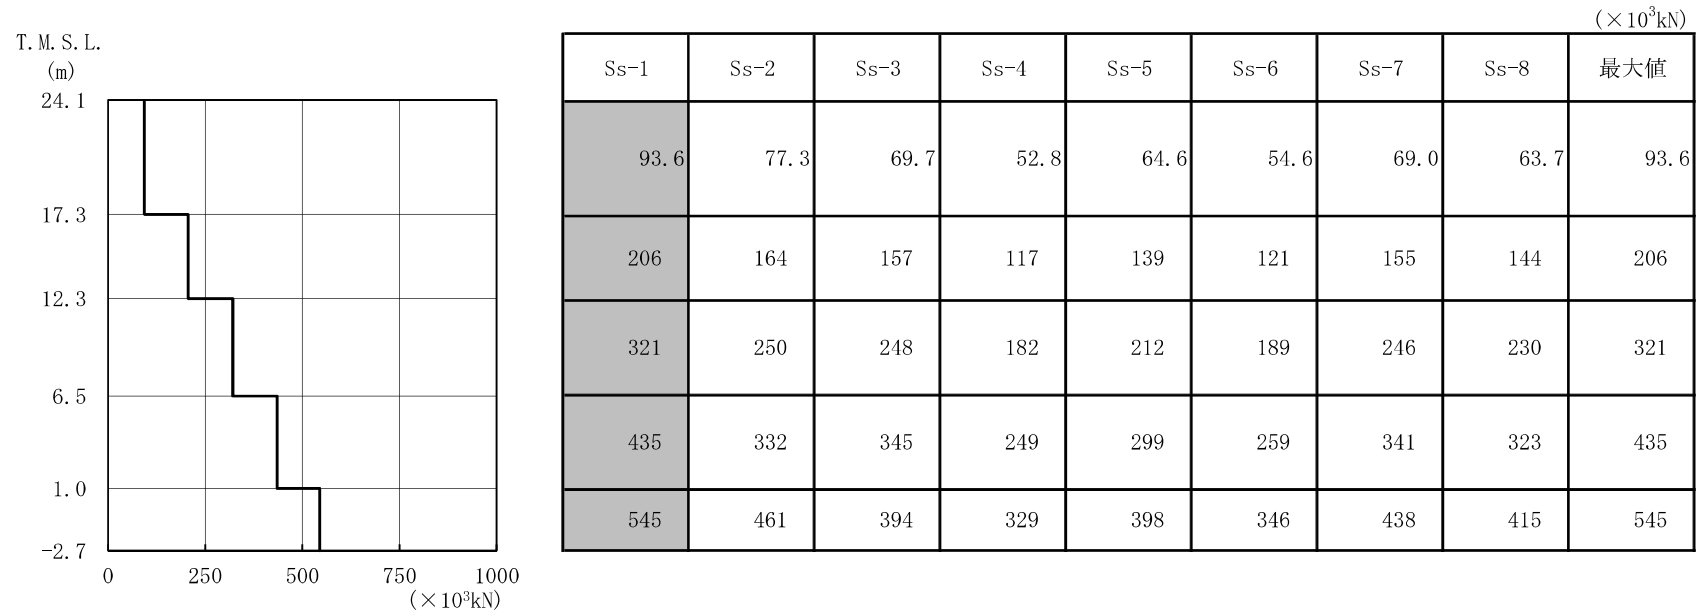 (×10³kN)
T.M.S.L.
(m)
Ss-1 Ss-2 Ss-3 Ss-4 Ss-5 Ss-6 Ss-7 Ss-8 最大値
24.1
93.6 77.3 69.7 52.8 64.6 54.6 69.0 63.7 93.6
17.3
206 164 157 117 139 121 155 144 206
12.3
321 250 248 182 212 189 246 230 321
6.5
435 332 345 249 299 259 341 323 435
1.0
545 461 394 329 398 346 438 415 545
-2.7
0 250 500 750 1000
(×10³kN)